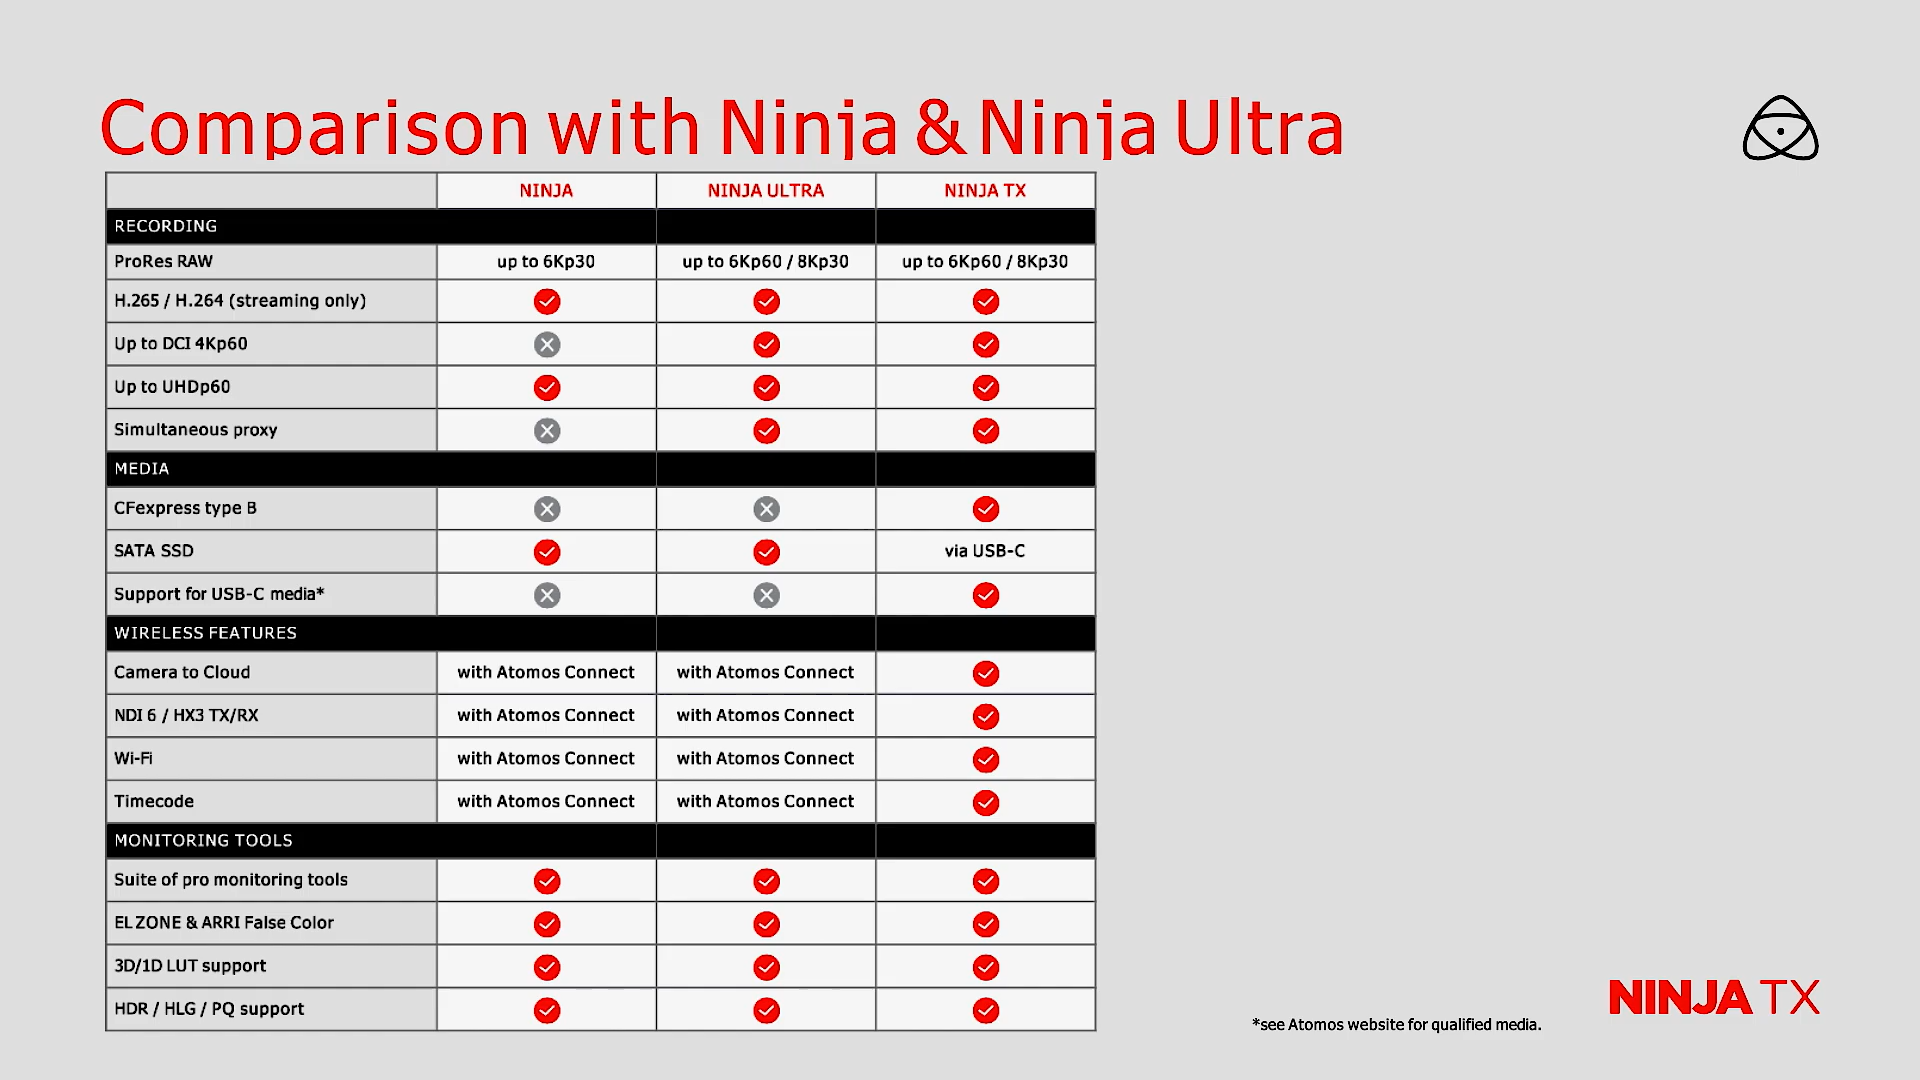 Comparison with Ninja & Ninja Ultra
NINJA NINJA ULTRA NINJA TX
RECORDING
ProRes RAW up to 6Kp30 up to 6Kp60 / 8Kp30 up to 6Kp60 / 8Kp30
H.265 / H.264 (streaming only)
Up to DCI 4Kp60
Up to UHDp60
Simultaneous proxy
MEDIA
CFexpress type B
SATA SSD via USB-C
Support for USB-C media*
WIRELESS FEATURES
Camera to Cloud with Atomos Connect with Atomos Connect
NDI 6 / HX3 TX/RX with Atomos Connect with Atomos Connect
Wi-Fi with Atomos Connect with Atomos Connect
Timecode with Atomos Connect with Atomos Connect
MONITORING TOOLS
Suite of pro monitoring tools
EL ZONE & ARRI False Color
3D/1D LUT support
HDR / HLG / PQ support
*see Atomos website for qualified media.
NINJA TX